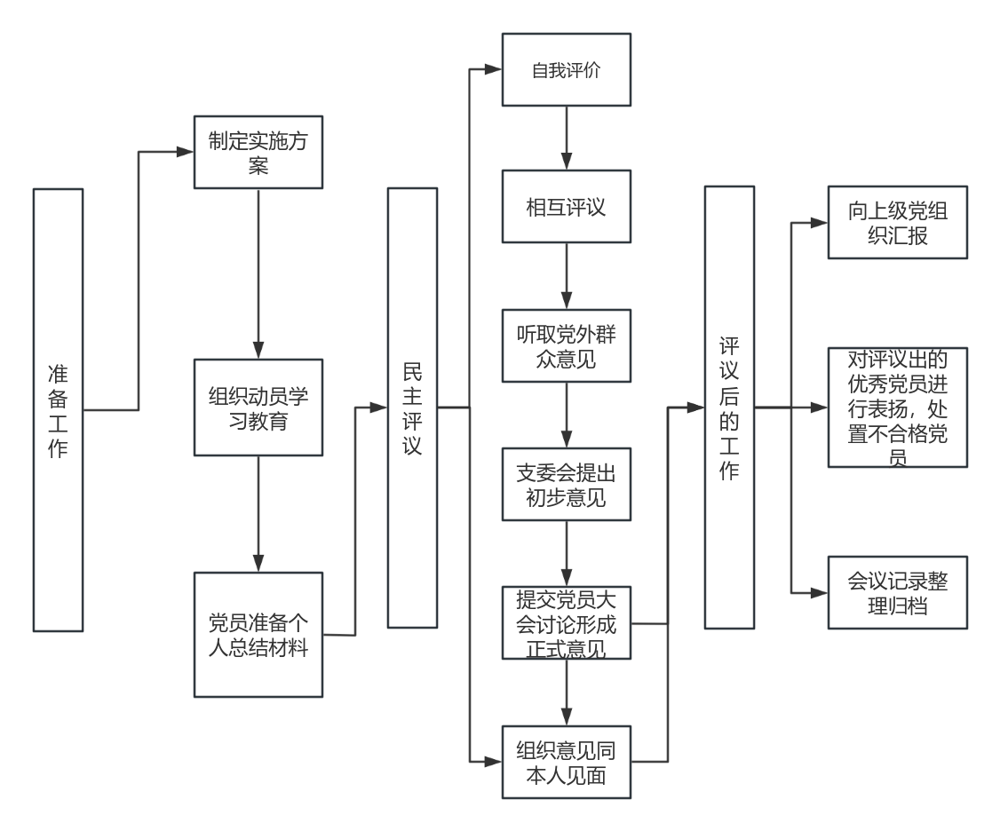 准
备
工
作
制定实施方
案
组织动员学
习教育
党员准备个
人总结材料
民
主
评
议
自我评价
相互评议
听取党外群
众意见
支委会提出
初步意见
提交党员大
会讨论形成
正式意见
组织意见同
本人见面
评
议
后
的
工
作
向上级党组
织汇报
对评议出的
优秀党员进
行表扬，处
置不合格党
员
会议记录整
理归档